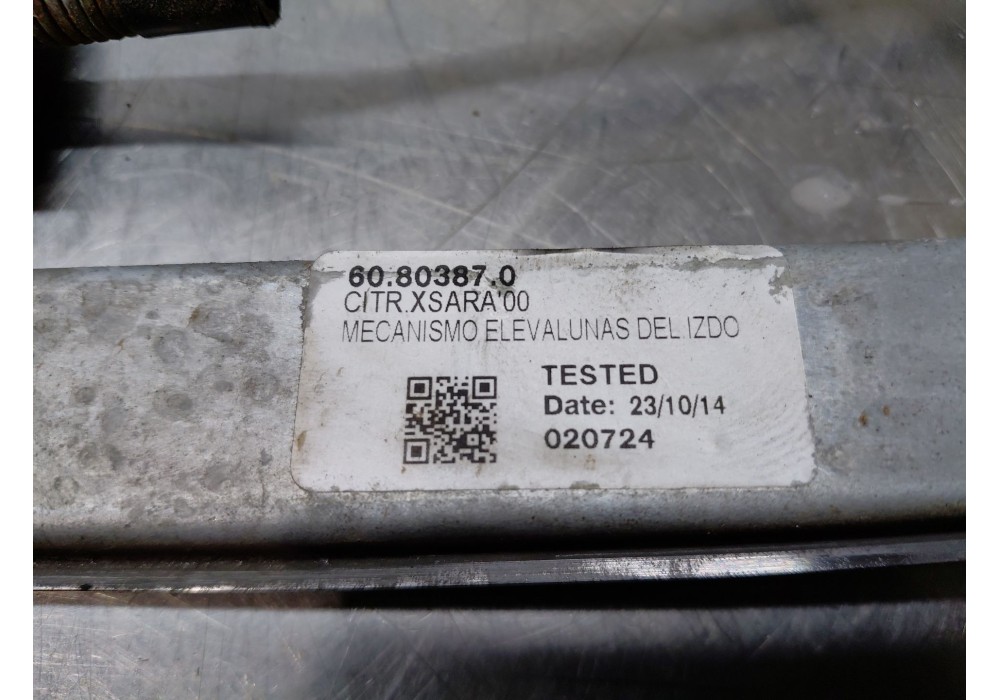 60.80387.0
CITR.XSARA'00
MECANISMO ELEVALUNAS DEL.IZDO
TESTED
Date: 23/10/14
020724